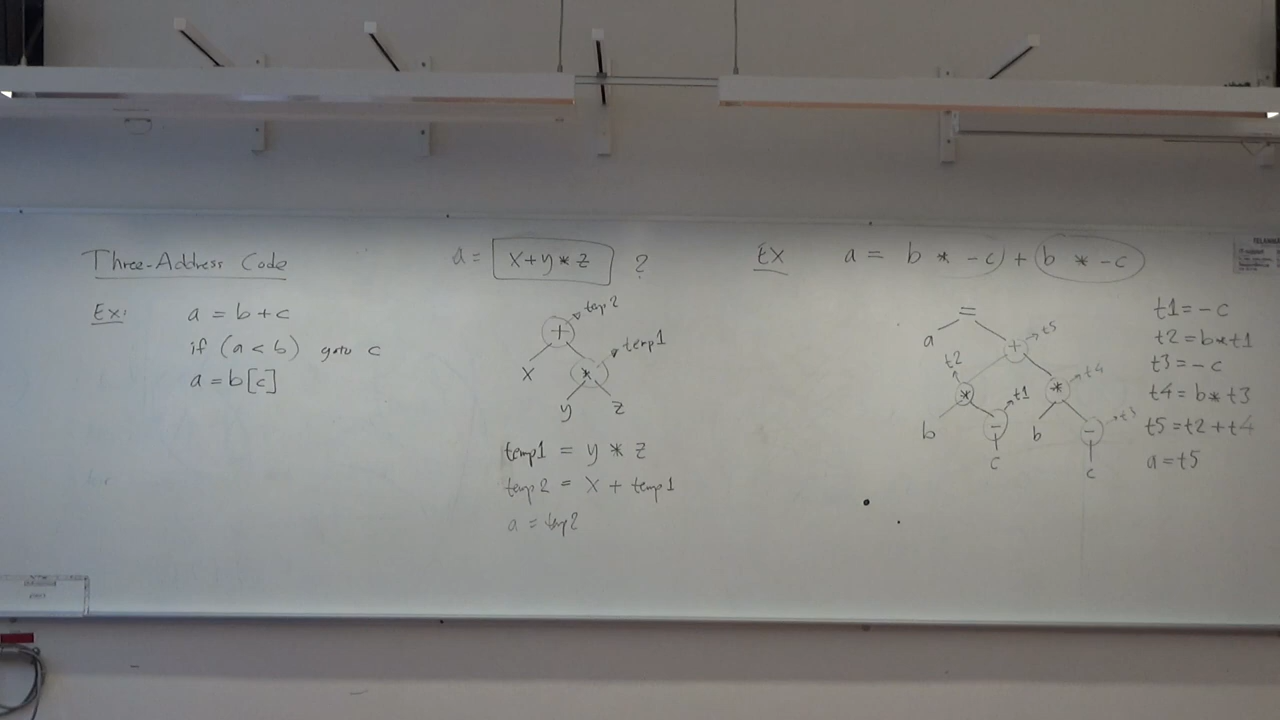 Three-Address Code
Ex:
a = b + c
if (a < b) goto c
a = b[c]
a = x + y * z ?
+ temp2
x * temp1
y z
temp1 = y * z
temp2 = x + temp1
a = temp2
EX a = b * -c + b * -c
=
a + t5
t2 * * t4
b - t1 b - t3
c c
t1 = -c
t2 = b * t1
t3 = -c
t4 = b * t3
t5 = t2 + t4
a = t5